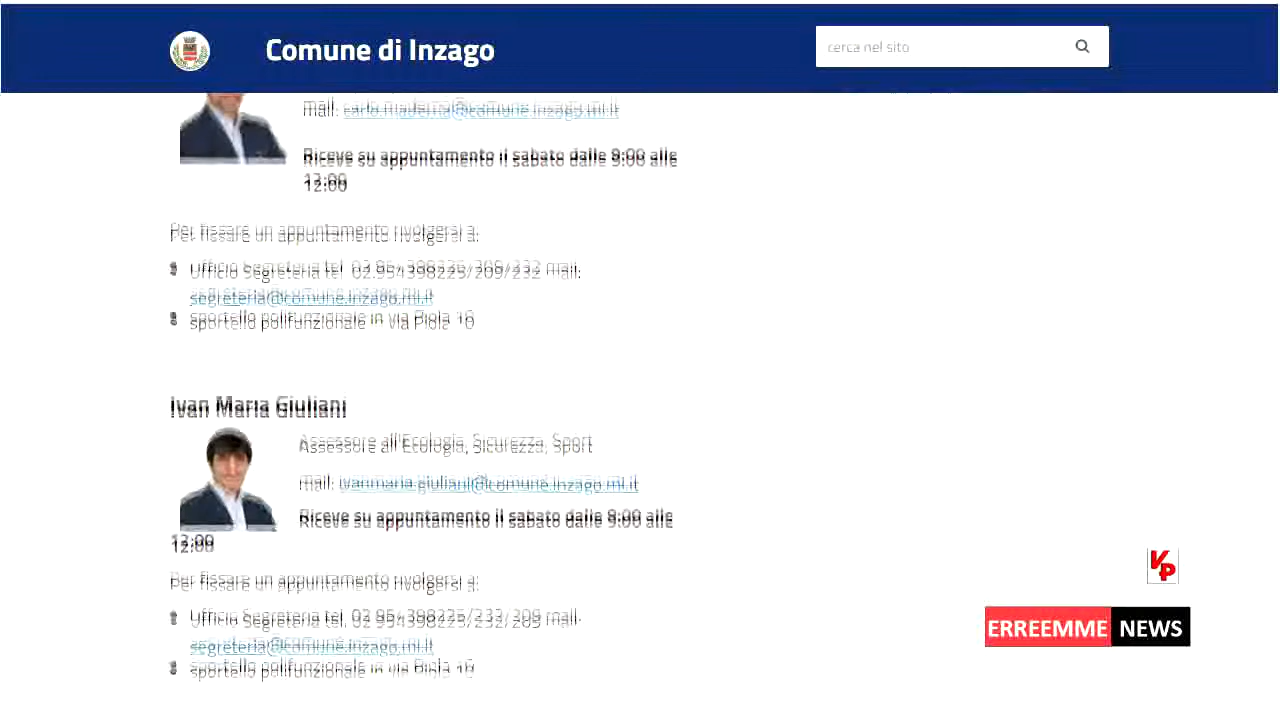 Comune di Inzago
cerca nel sito
mail: carlo.maderna@comune.inzago.mi.it
Riceve su appuntamento il sabato dalle 9:00 alle
12:00
Per fissare un appuntamento rivolgersi a:
Ufficio Segreteria tel. 02.954398225/209/232 mail:
segreteria@comune.inzago.mi.it
sportello polifunzionale in via Piola 16
Ivan Maria Giuliani
Assessore all'Ecologia, Sicurezza, Sport
mail: ivanmaria.giuliani@comune.inzago.mi.it
Riceve su appuntamento il sabato dalle 9:00 alle
12:00
Per fissare un appuntamento rivolgersi a:
Ufficio Segreteria tel. 02 954398225/232/209 mail.
segreteria@comune.inzago.mi.it
sportello polifunzionale in via Piola 16
VP
ERREEMME NEWS